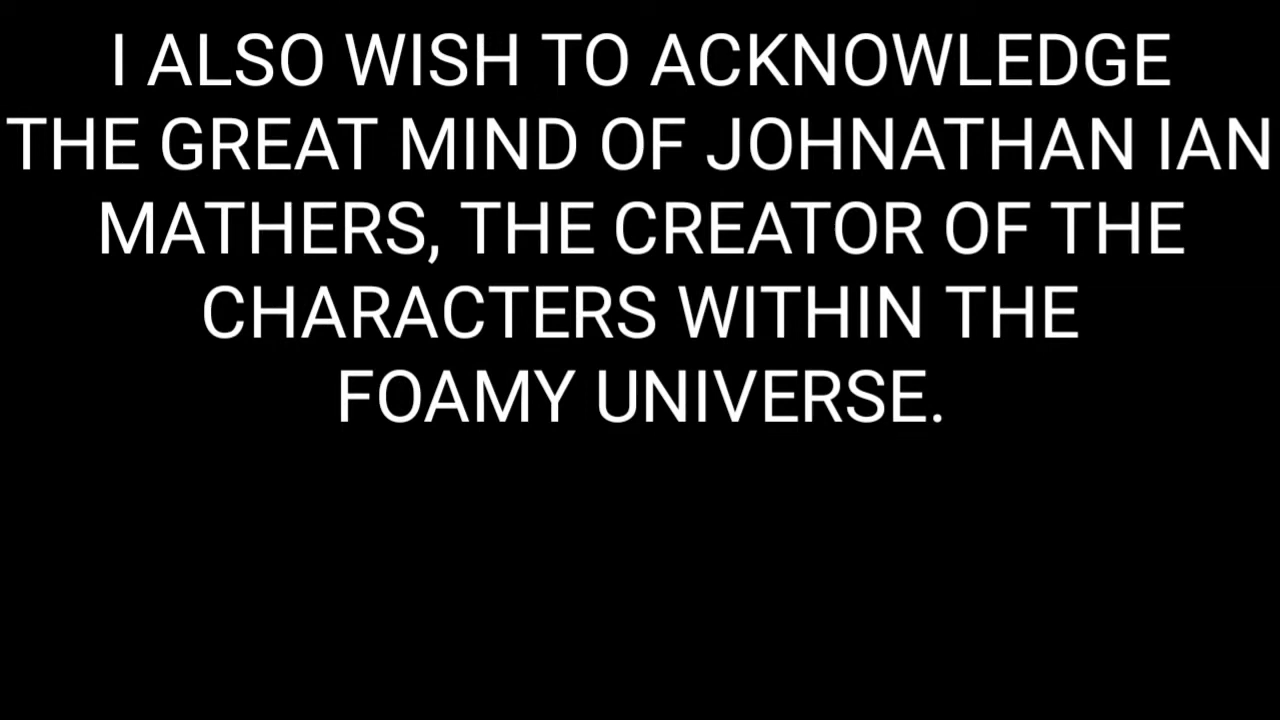 I ALSO WISH TO ACKNOWLEDGE
THE GREAT MIND OF JOHNATHAN IAN
MATHERS, THE CREATOR OF THE
CHARACTERS WITHIN THE
FOAMY UNIVERSE.